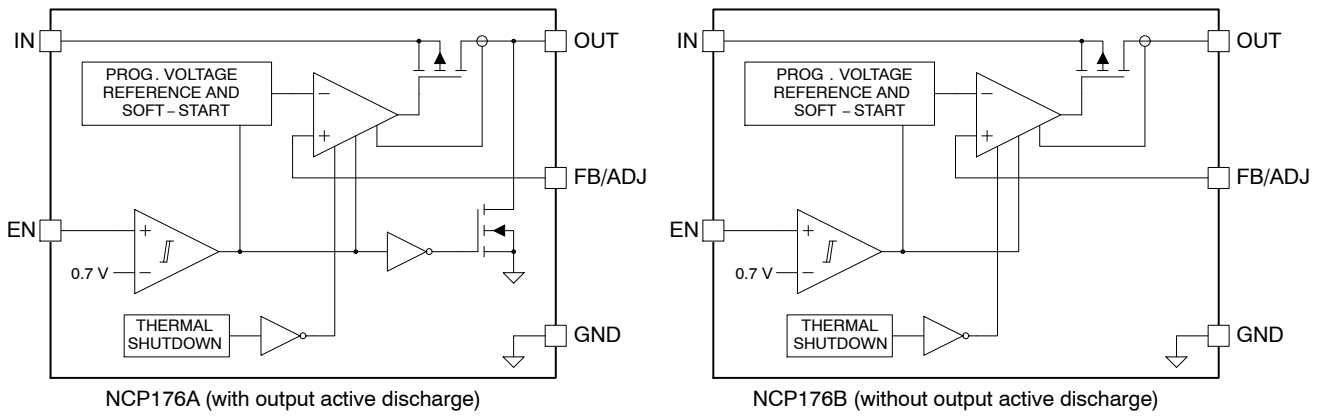 IN
OUT
PROG . VOLTAGE
REFERENCE AND
SOFT – START
−
+
FB/ADJ
EN
+
0.7 V
−
THERMAL
SHUTDOWN
GND
NCP176A (with output active discharge)
IN
OUT
PROG . VOLTAGE
REFERENCE AND
SOFT – START
−
+
FB/ADJ
EN
+
0.7 V
−
THERMAL
SHUTDOWN
GND
NCP176B (without output active discharge)